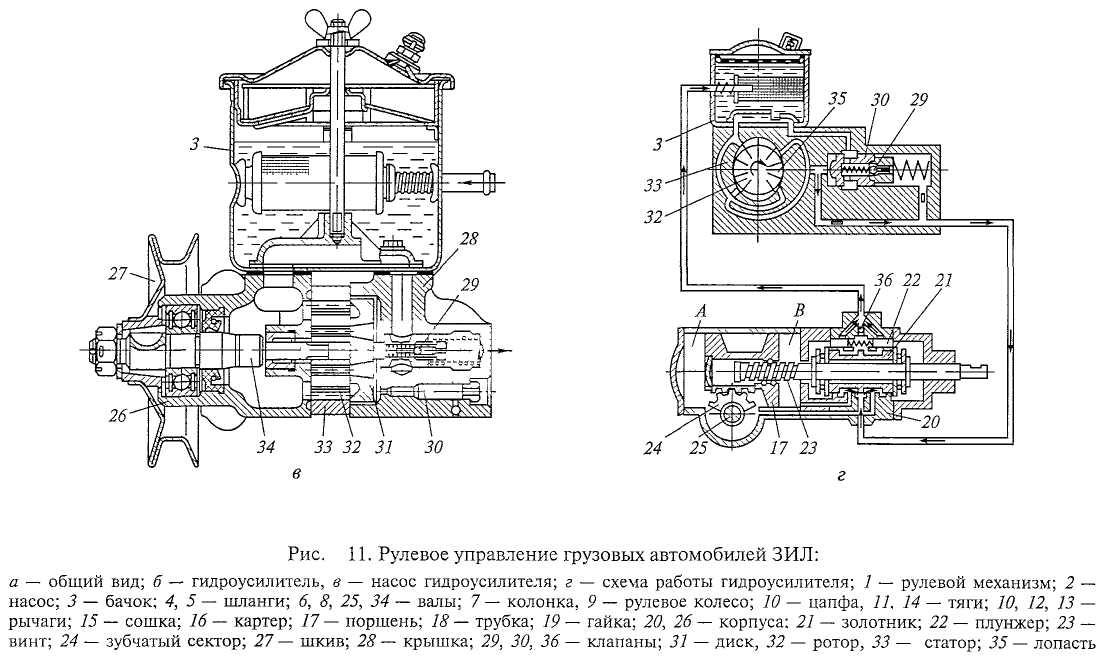 3
27
26
34
33
32
31
30
29
28
в
3
33
32
35
30
29
36
22
21
A
B
24
25
17
23
20
г
Рис. 11. Рулевое управление грузовых автомобилей ЗИЛ:
а — общий вид; б — гидроусилитель, в — насос гидроусилителя; г — схема работы гидроусилителя; 1 — рулевой механизм; 2 —
насос; 3 — бачок; 4, 5 — шланги; 6, 8, 25, 34 — валы; 7 — колонка, 9 — рулевое колесо; 10 — цапфа, 11, 14 — тяги; 10, 12, 13 —
рычаги; 15 — сошка; 16 — картер; 17 — поршень; 18 — трубка; 19 — гайка; 20, 26 — корпуса; 21 — золотник; 22 — плунжер; 23 —
винт; 24 — зубчатый сектор; 27 — шкив; 28 — крышка; 29, 30, 36 — клапаны; 31 — диск, 32 — ротор, 33 — статор; 35 — лопасть